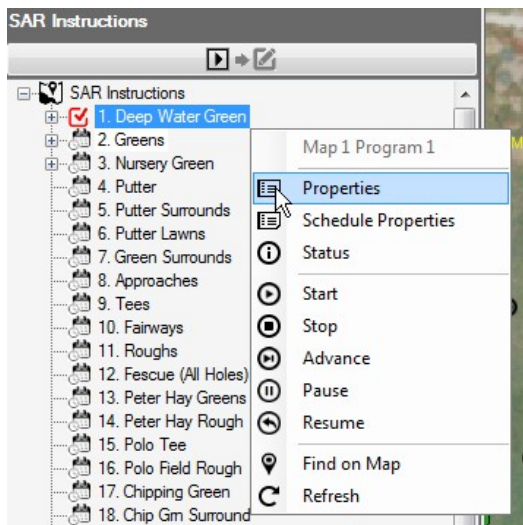 SAR Instructions
SAR Instructions
1. Deep Water Green
2. Greens
3. Nursery Green
4. Putter
5. Putter Surrounds
6. Putter Lawns
7. Green Surrounds
8. Approaches
9. Tees
10. Fairways
11. Roughs
12. Fescue (All Holes)
13. Peter Hay Greens
14. Peter Hay Rough
15. Polo Tee
16. Polo Field Rough
17. Chipping Green
18. Chip Grn Surround
Map 1 Program 1
Properties
Schedule Properties
Status
Start
Stop
Advance
Pause
Resume
Find on Map
Refresh
M